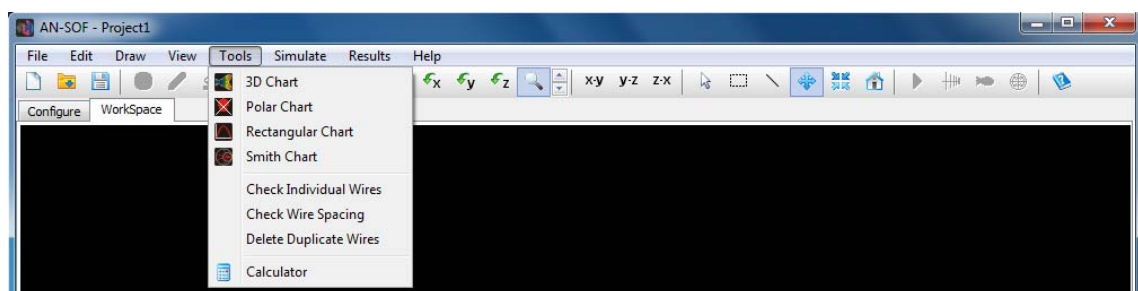 AN-SOF - Project1
File Edit Draw View Tools Simulate Results Help
x y z x-y y-z z-x
Configure WorkSpace
3D Chart
Polar Chart
Rectangular Chart
Smith Chart
Check Individual Wires
Check Wire Spacing
Delete Duplicate Wires
Calculator